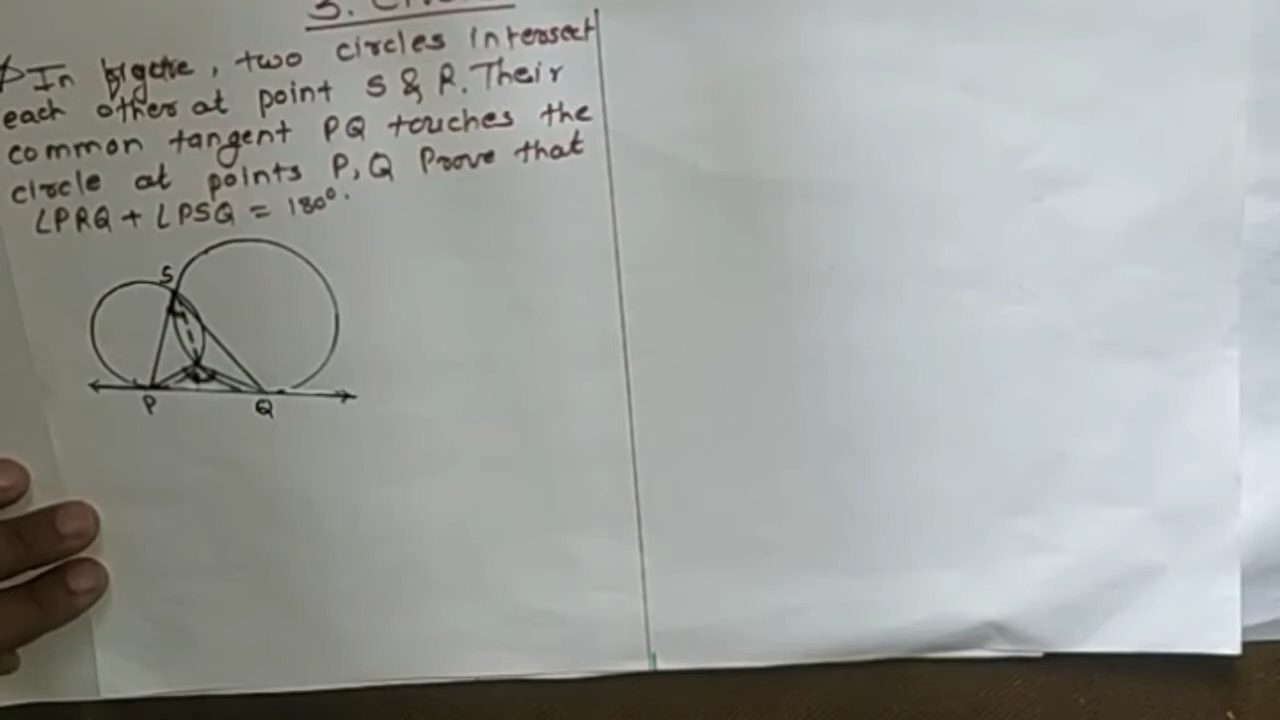 In figure, two circles intersect
each other at point S & R. Their
common tangent PQ touches the
circle at points P, Q Prove that
∠PRQ + ∠PSQ = 180°.
S
P
Q